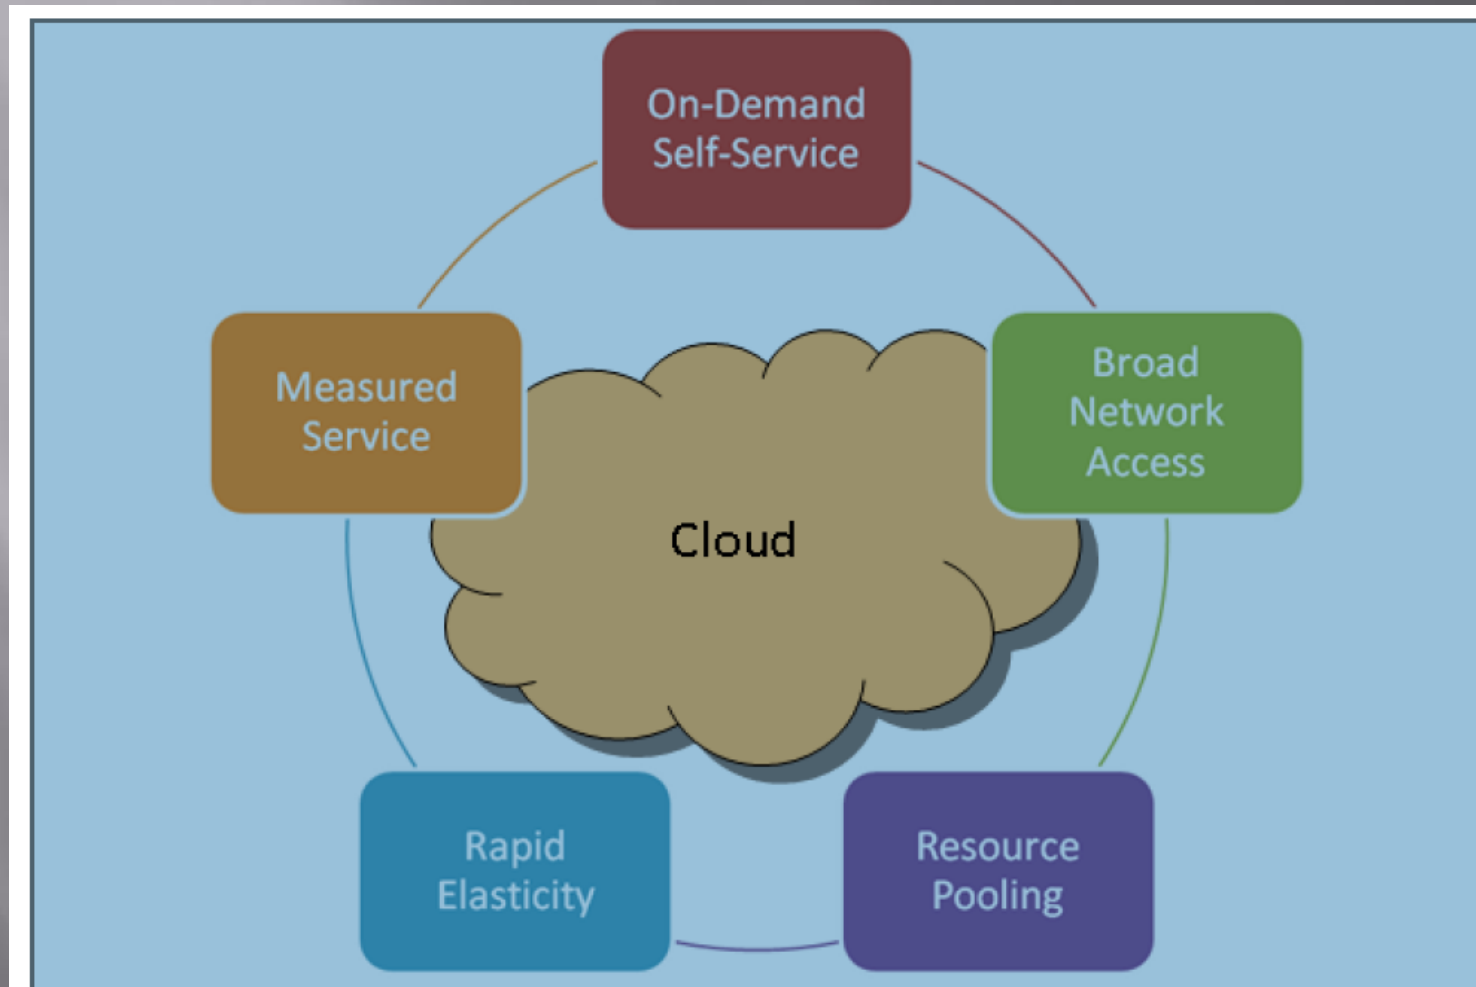 On-Demand
Self-Service
Measured
Service
Broad
Network
Access
Cloud
Rapid
Elasticity
Resource
Pooling